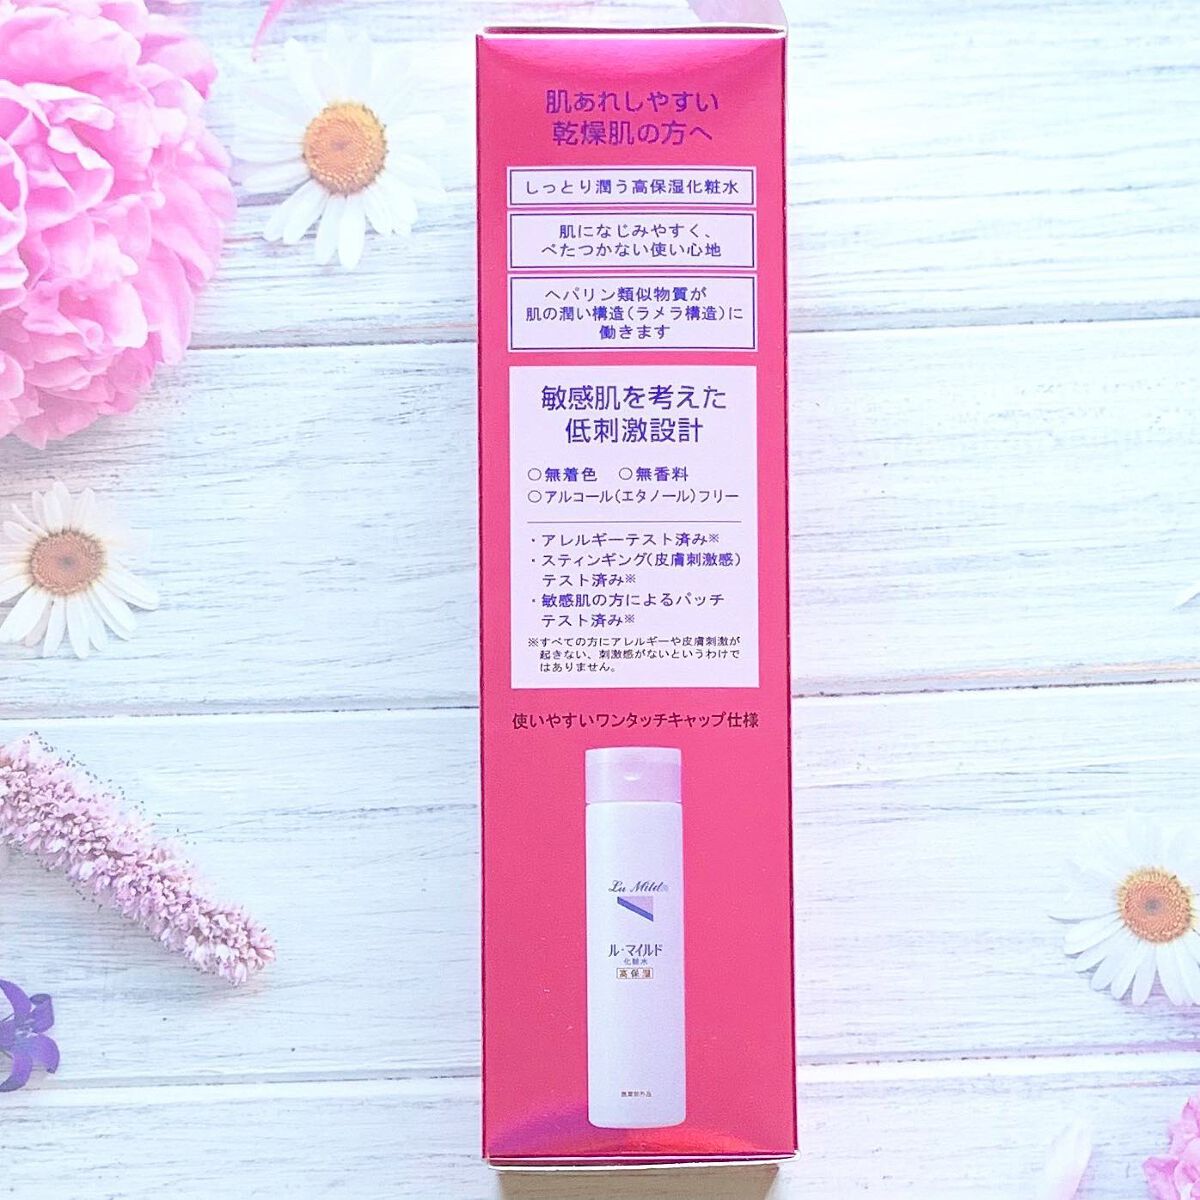 肌あれしやすい
乾燥肌の方へ
しっとり潤う高保湿化粧水
肌になじみやすく、
べたつかない使い心地
ヘパリン類似物質が
肌の潤い構造(ラメラ構造)に
働きます
敏感肌を考えた
低刺激設計
○無着色 ○無香料
○アルコール(エタノール)フリー
・アレルギーテスト済み※
・スティンギング(皮膚刺激感)
テスト済み※
・敏感肌の方によるパッチ
テスト済み※
※すべての方にアレルギーや皮膚刺激が
起きない、刺激感がないというわけで
はありません。
使いやすいワンタッチキャップ仕様
Lu Mild
ル・マイルド
化粧水
高保湿
医薬部外品